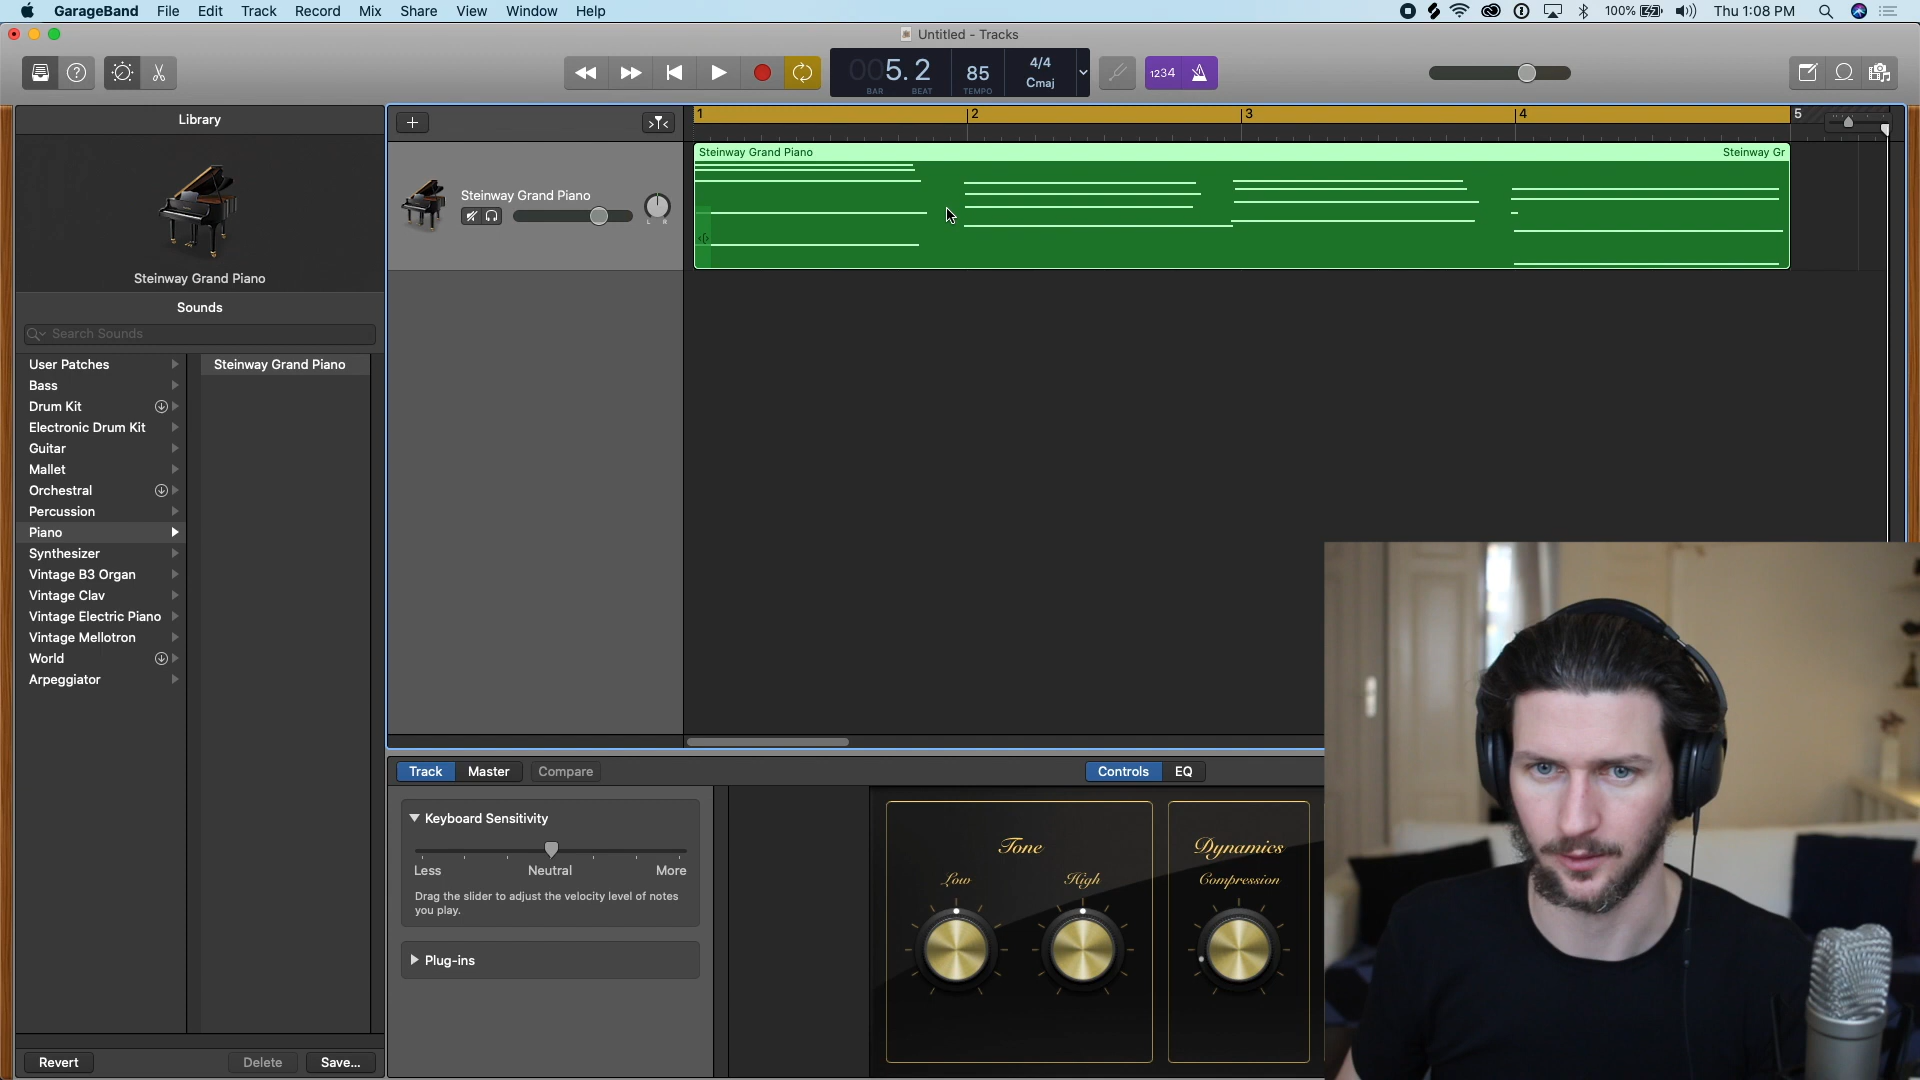 GarageBand File Edit Track Record Mix Share View Window Help
100% Thu 1:08 PM
Untitled - Tracks
005.2 85 4/4
Cmaj
BAR BEAT TEMPO
1234
Library
1 2 3 4 5
Steinway Grand Piano Steinway Gr
Steinway Grand Piano
L R
Steinway Grand Piano
Sounds
Search Sounds
User Patches
Bass
Drum Kit
Electronic Drum Kit
Guitar
Mallet
Orchestral
Percussion
Piano
Synthesizer
Vintage B3 Organ
Vintage Clav
Vintage Electric Piano
Vintage Mellotron
World
Arpeggiator
Steinway Grand Piano
Revert Delete Save...
Track Master Compare Controls EQ
Keyboard Sensitivity
Less Neutral More
Drag the slider to adjust the velocity level of notes
you play.
Plug-ins
Tone
Low High
Dynamics
Compression